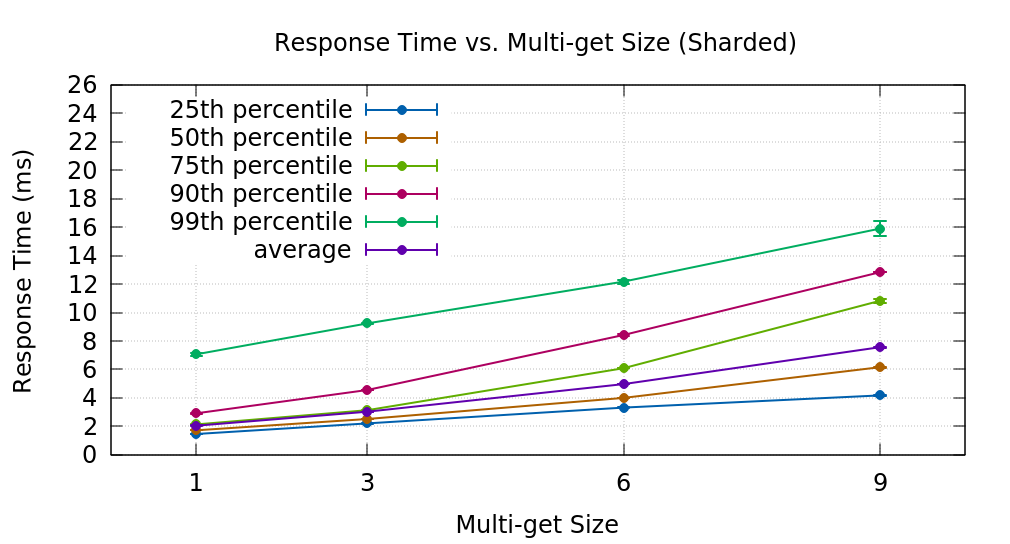 Response Time vs. Multi-get Size (Sharded)
26
24
22
20
18
16
14
12
10
8
6
4
2
0
Response Time (ms)
25th percentile
50th percentile
75th percentile
90th percentile
99th percentile
average
1 3 6 9
Multi-get Size